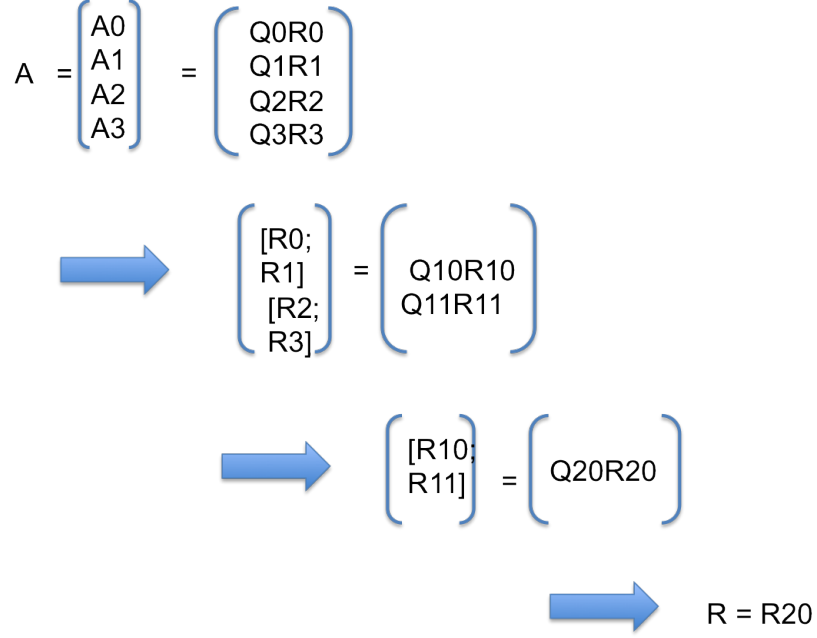 A = A0 = Q0R0
A1 Q1R1
A2 Q2R2
A3 Q3R3
[R0;
R1] = Q10R10
[R2; Q11R11
R3]
[R10;
R11] = Q20R20
R = R20